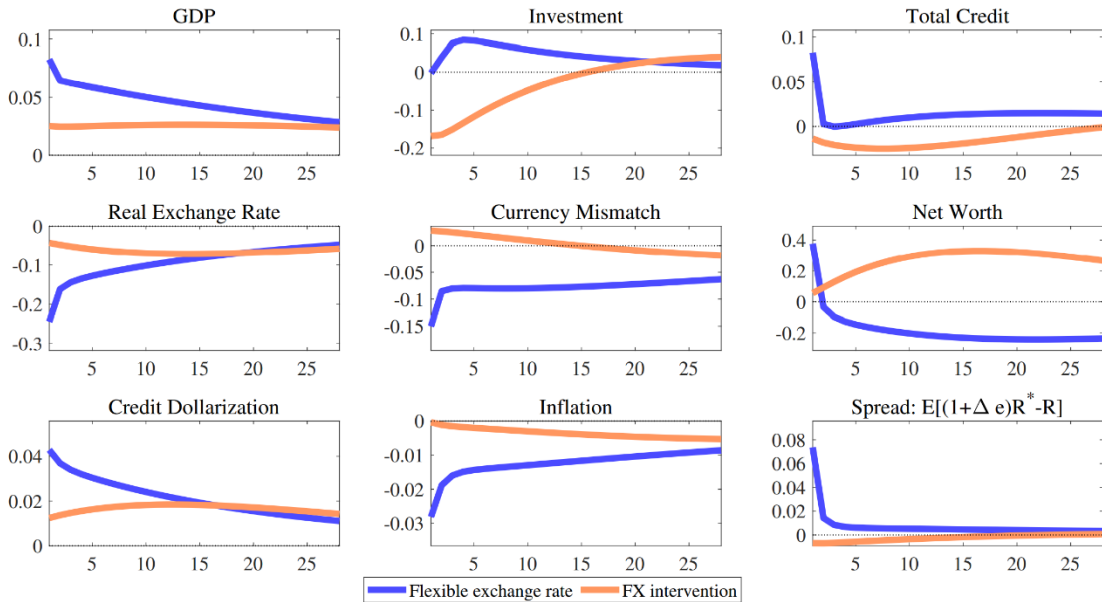 GDP
0.1
0.05
0
5 10 15 20 25
Investment
0.1
0
-0.1
-0.2
5 10 15 20 25
Total Credit
0.1
0.05
0
5 10 15 20 25
Real Exchange Rate
0
-0.1
-0.2
-0.3
5 10 15 20 25
Currency Mismatch
0
-0.05
-0.1
-0.15
5 10 15 20 25
Net Worth
0.4
0.2
0
-0.2
5 10 15 20 25
Credit Dollarization
0.04
0.02
0
5 10 15 20 25
Inflation
0
-0.01
-0.02
-0.03
5 10 15 20 25
Spread: E[(1+Δ e)R*-R]
0.08
0.06
0.04
0.02
0
5 10 15 20 25
Flexible exchange rate FX intervention